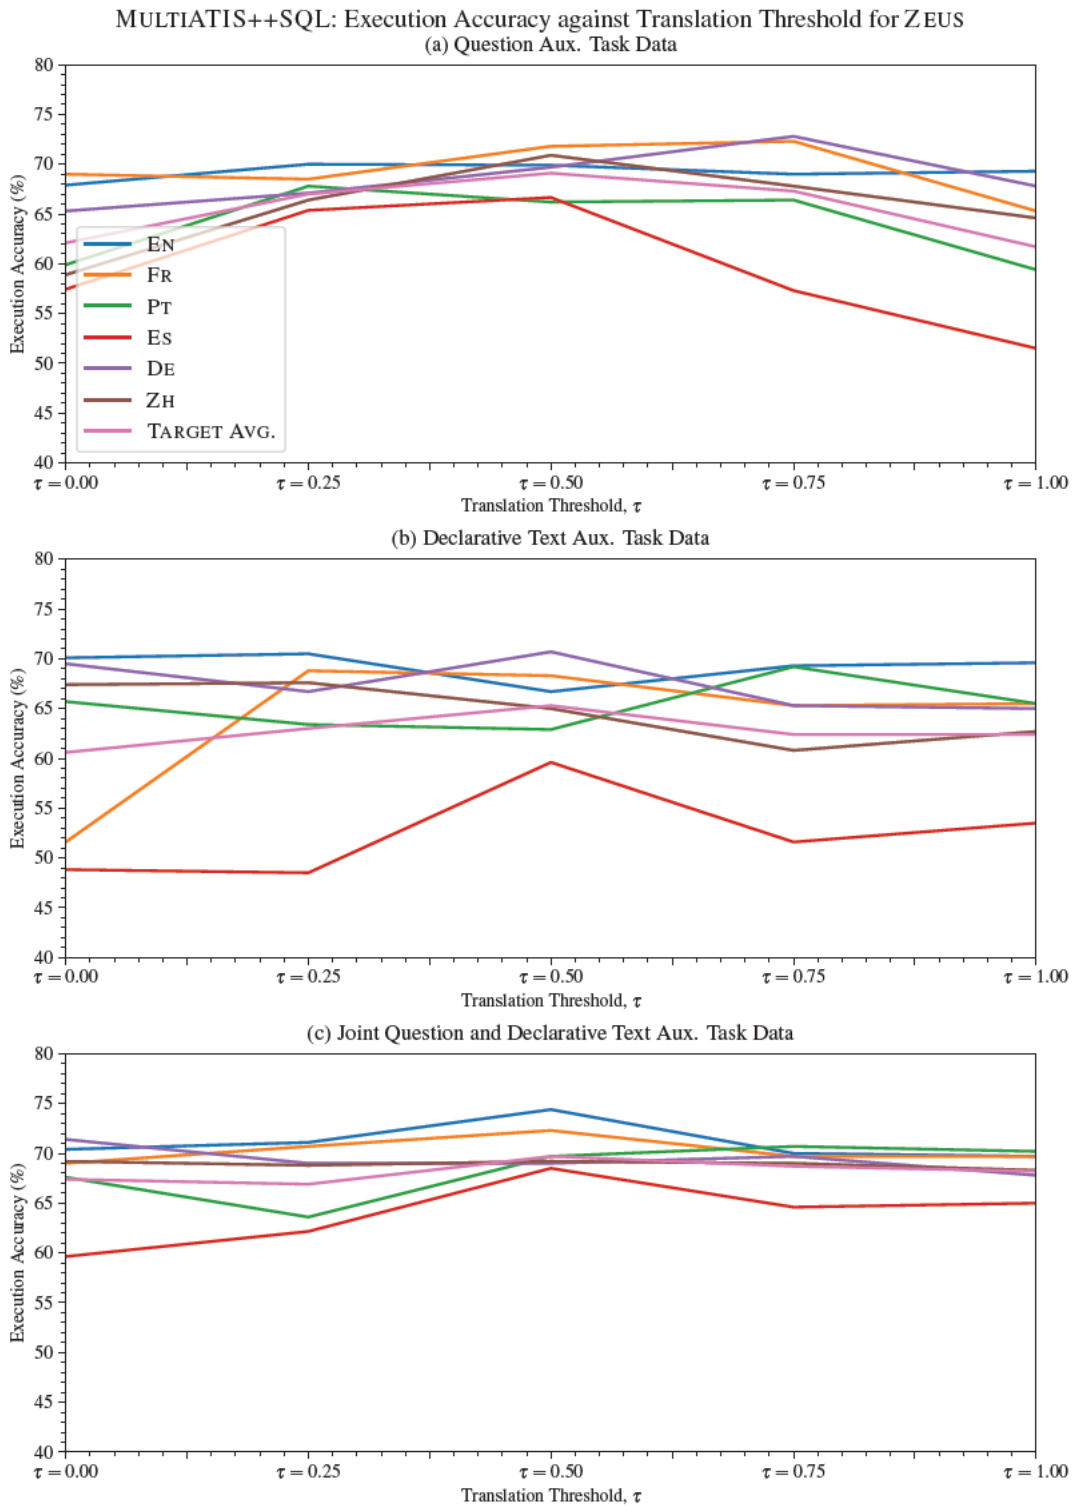 MULTIATIS++SQL: Execution Accuracy against Translation Threshold for ZEUS
(a) Question Aux. Task Data
80
75
70
65
60
55
50
45
40
Execution Accuracy (%)
EN
FR
PT
ES
DE
ZH
TARGET AVG.
τ = 0.00 τ = 0.25 τ = 0.50 τ = 0.75 τ = 1.00
Translation Threshold, τ
(b) Declarative Text Aux. Task Data
80
75
70
65
60
55
50
45
40
Execution Accuracy (%)
τ = 0.00 τ = 0.25 τ = 0.50 τ = 0.75 τ = 1.00
Translation Threshold, τ
(c) Joint Question and Declarative Text Aux. Task Data
80
75
70
65
60
55
50
45
40
Execution Accuracy (%)
τ = 0.00 τ = 0.25 τ = 0.50 τ = 0.75 τ = 1.00
Translation Threshold, τ